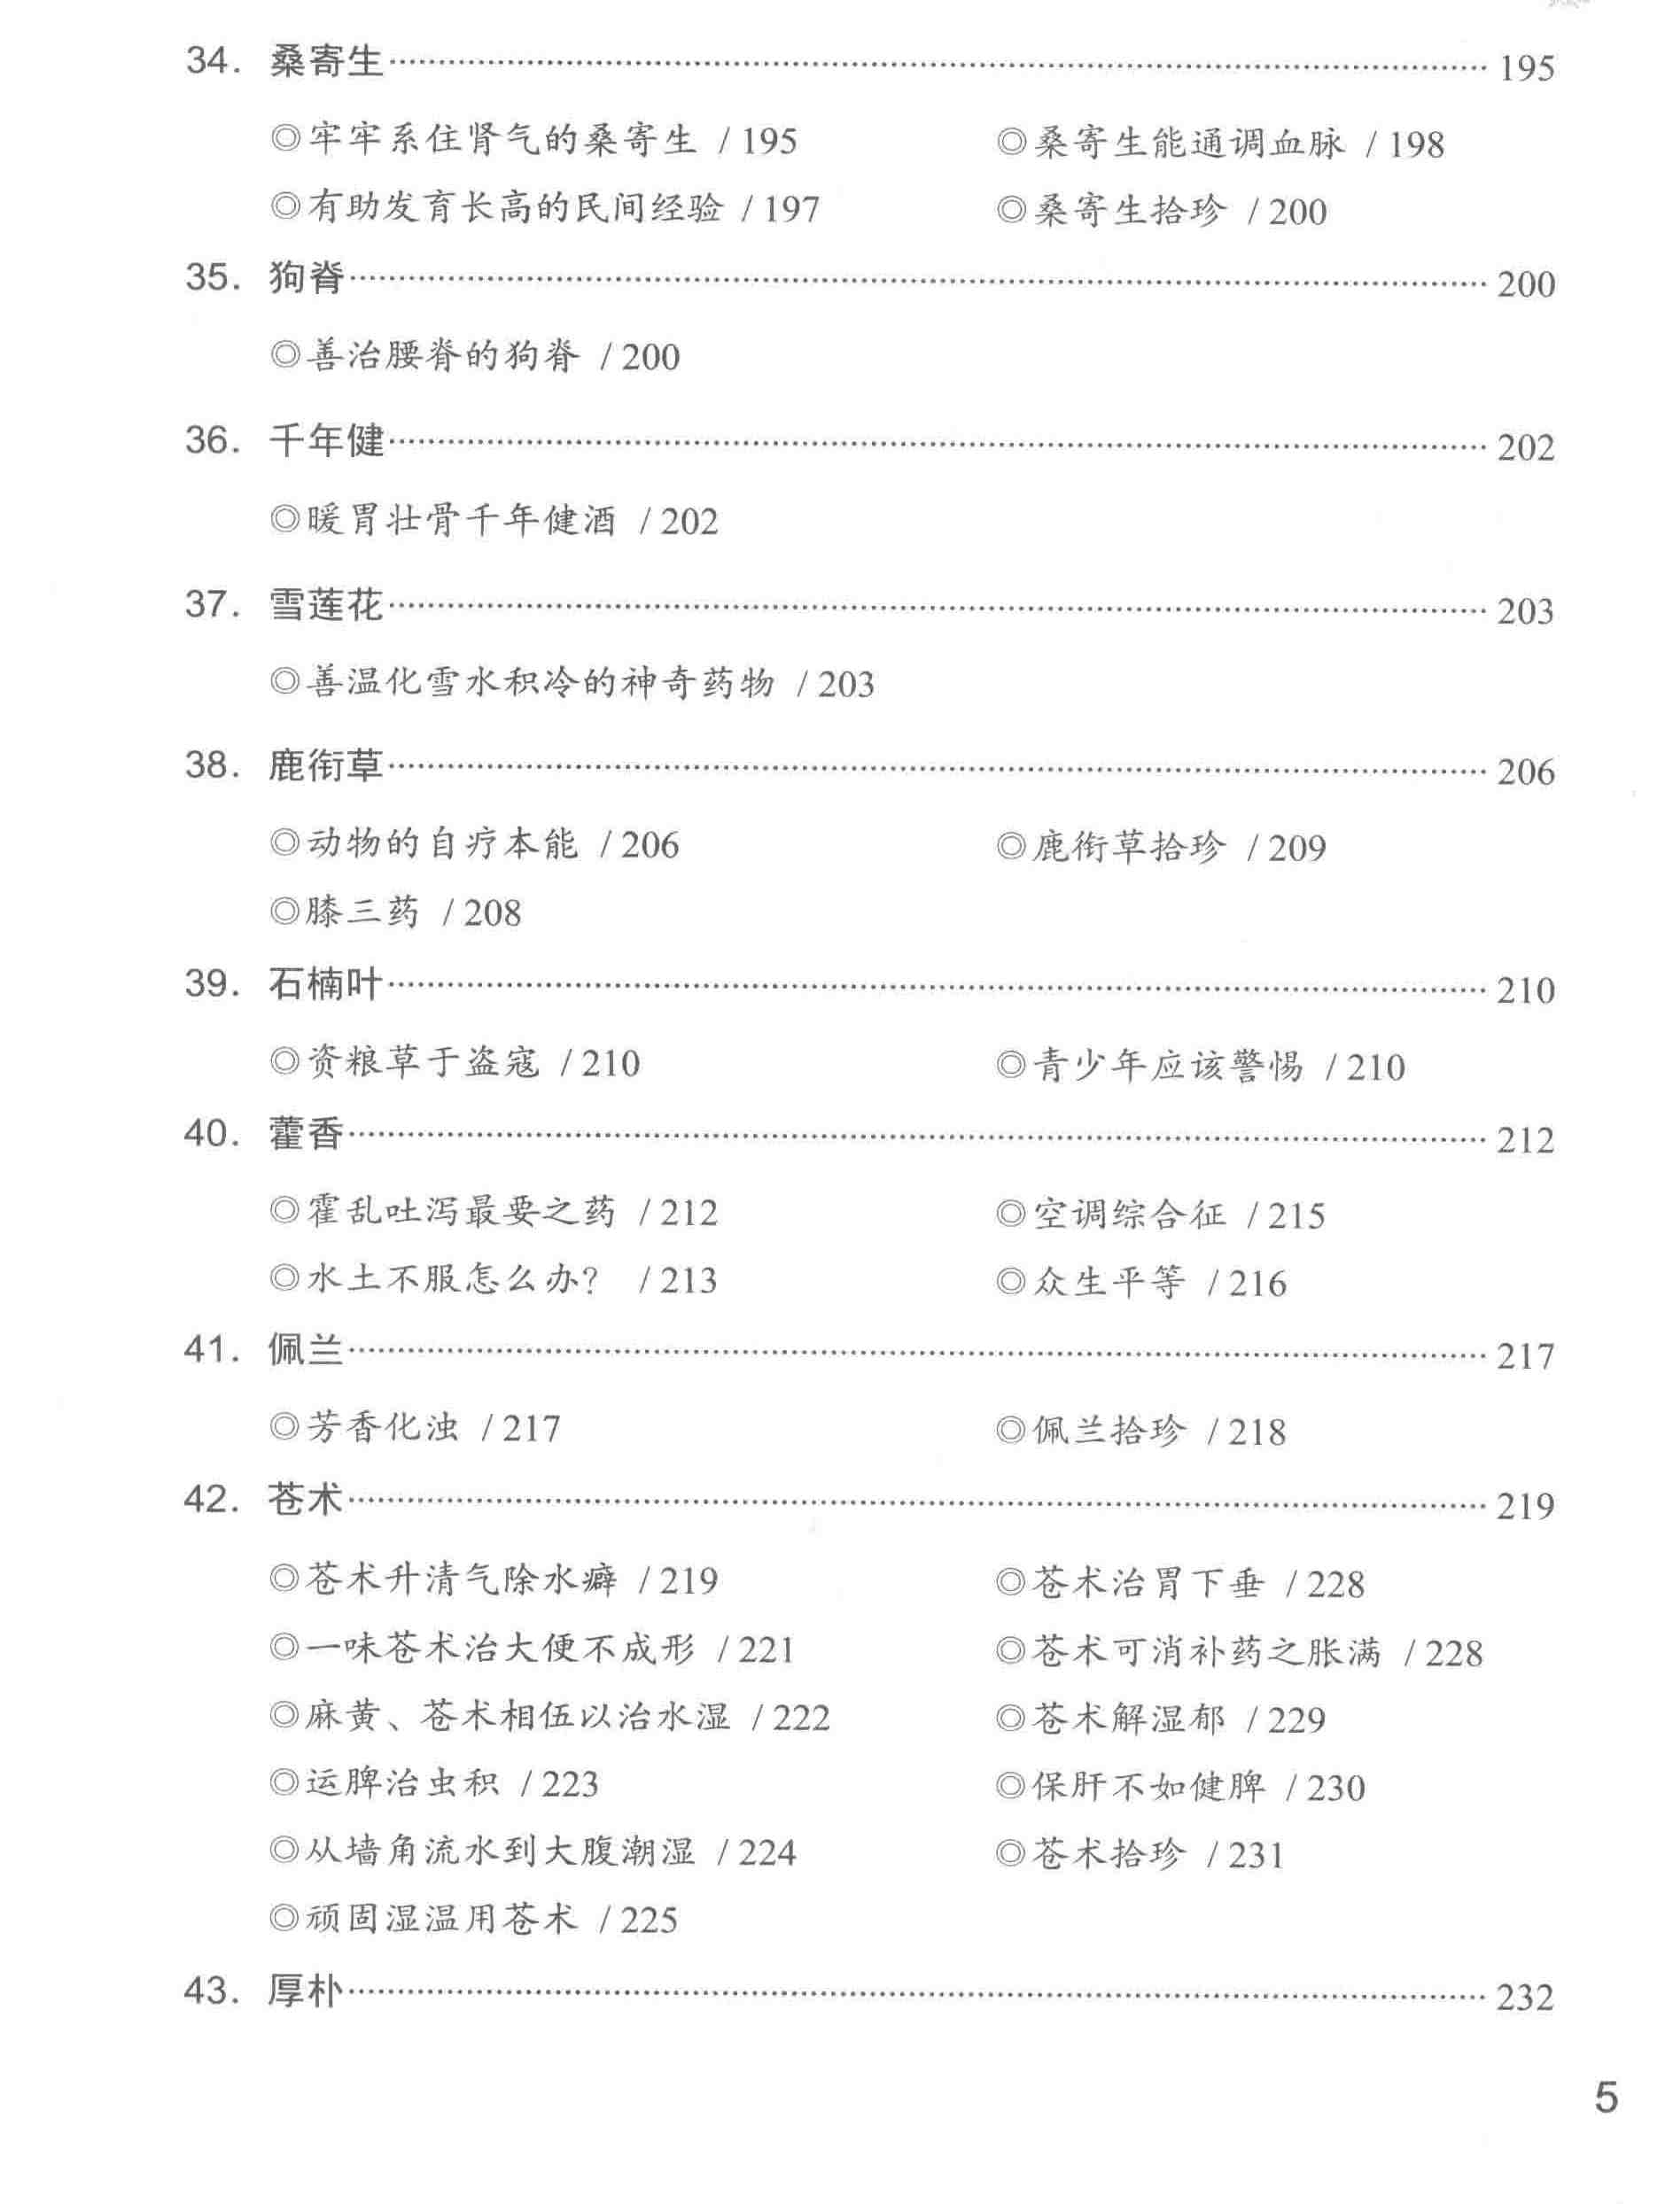 34. 桑寄生 195
◎牢牢系住肾气的桑寄生 / 195 ◎桑寄生能通调血脉 / 198
◎有助发育长高的民间经验 / 197 ◎桑寄生拾珍 / 200
35. 狗脊 200
◎善治腰脊的狗脊 / 200
36. 千年健 202
◎暖胃壮骨千年健酒 / 202
37. 雪莲花 203
◎善温化雪水积冷的神奇药物 / 203
38. 鹿衔草 206
◎动物的自疗本能 / 206 ◎鹿衔草拾珍 / 209
◎膝三药 / 208
39. 石楠叶 210
◎资粮草于盗寇 / 210 ◎青少年应该警惕 / 210
40. 藿香 212
◎霍乱吐泻最要之药 / 212 ◎空调综合征 / 215
◎水土不服怎么办？ / 213 ◎众生平等 / 216
41. 佩兰 217
◎芳香化浊 / 217 ◎佩兰拾珍 / 218
42. 苍术 219
◎苍术升清气除水癖 / 219 ◎苍术治胃下垂 / 228
◎一味苍术治大便不成形 / 221 ◎苍术可消补药之胀满 / 228
◎麻黄、苍术相伍以治水湿 / 222 ◎苍术解湿郁 / 229
◎运脾治虫积 / 223 ◎保肝不如健脾 / 230
◎从墙角流水到大腹潮湿 / 224 ◎苍术拾珍 / 231
◎顽固湿温用苍术 / 225
43. 厚朴 232
5